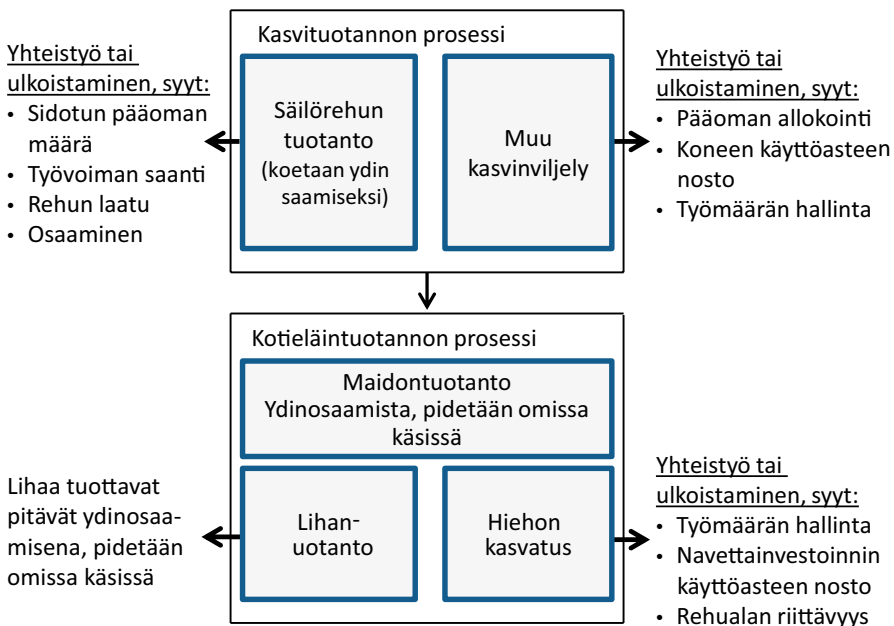 Kasvituotannon prosessi
Yhteistyö tai
ulkoistaminen, syyt:
• Sidotun pääoman
määrä
• Työvoiman saanti
• Rehun laatu
• Osaaminen
Säilörehun
tuotanto
(koetaan ydin
saamiseksi)
Muu
kasvinviljely
Yhteistyö tai
ulkoistaminen, syyt:
• Pääoman allokointi
• Koneen käyttöasteen
nosto
• Työmäärän hallinta
Kotieläintuotannon prosessi
Maidontuotanto
Ydinosaamista, pidetään omissa
käsissä
Lihaa tuottavat
pitävät ydinosaa-
misena, pidetään
omissa käsissä
Lihan-
uotanto
Hiehon
kasvatus
Yhteistyö tai
ulkoistaminen, syyt:
• Työmäärän hallinta
• Navettainvestoinnin
käyttöasteen nosto
• Rehualan riittävyys